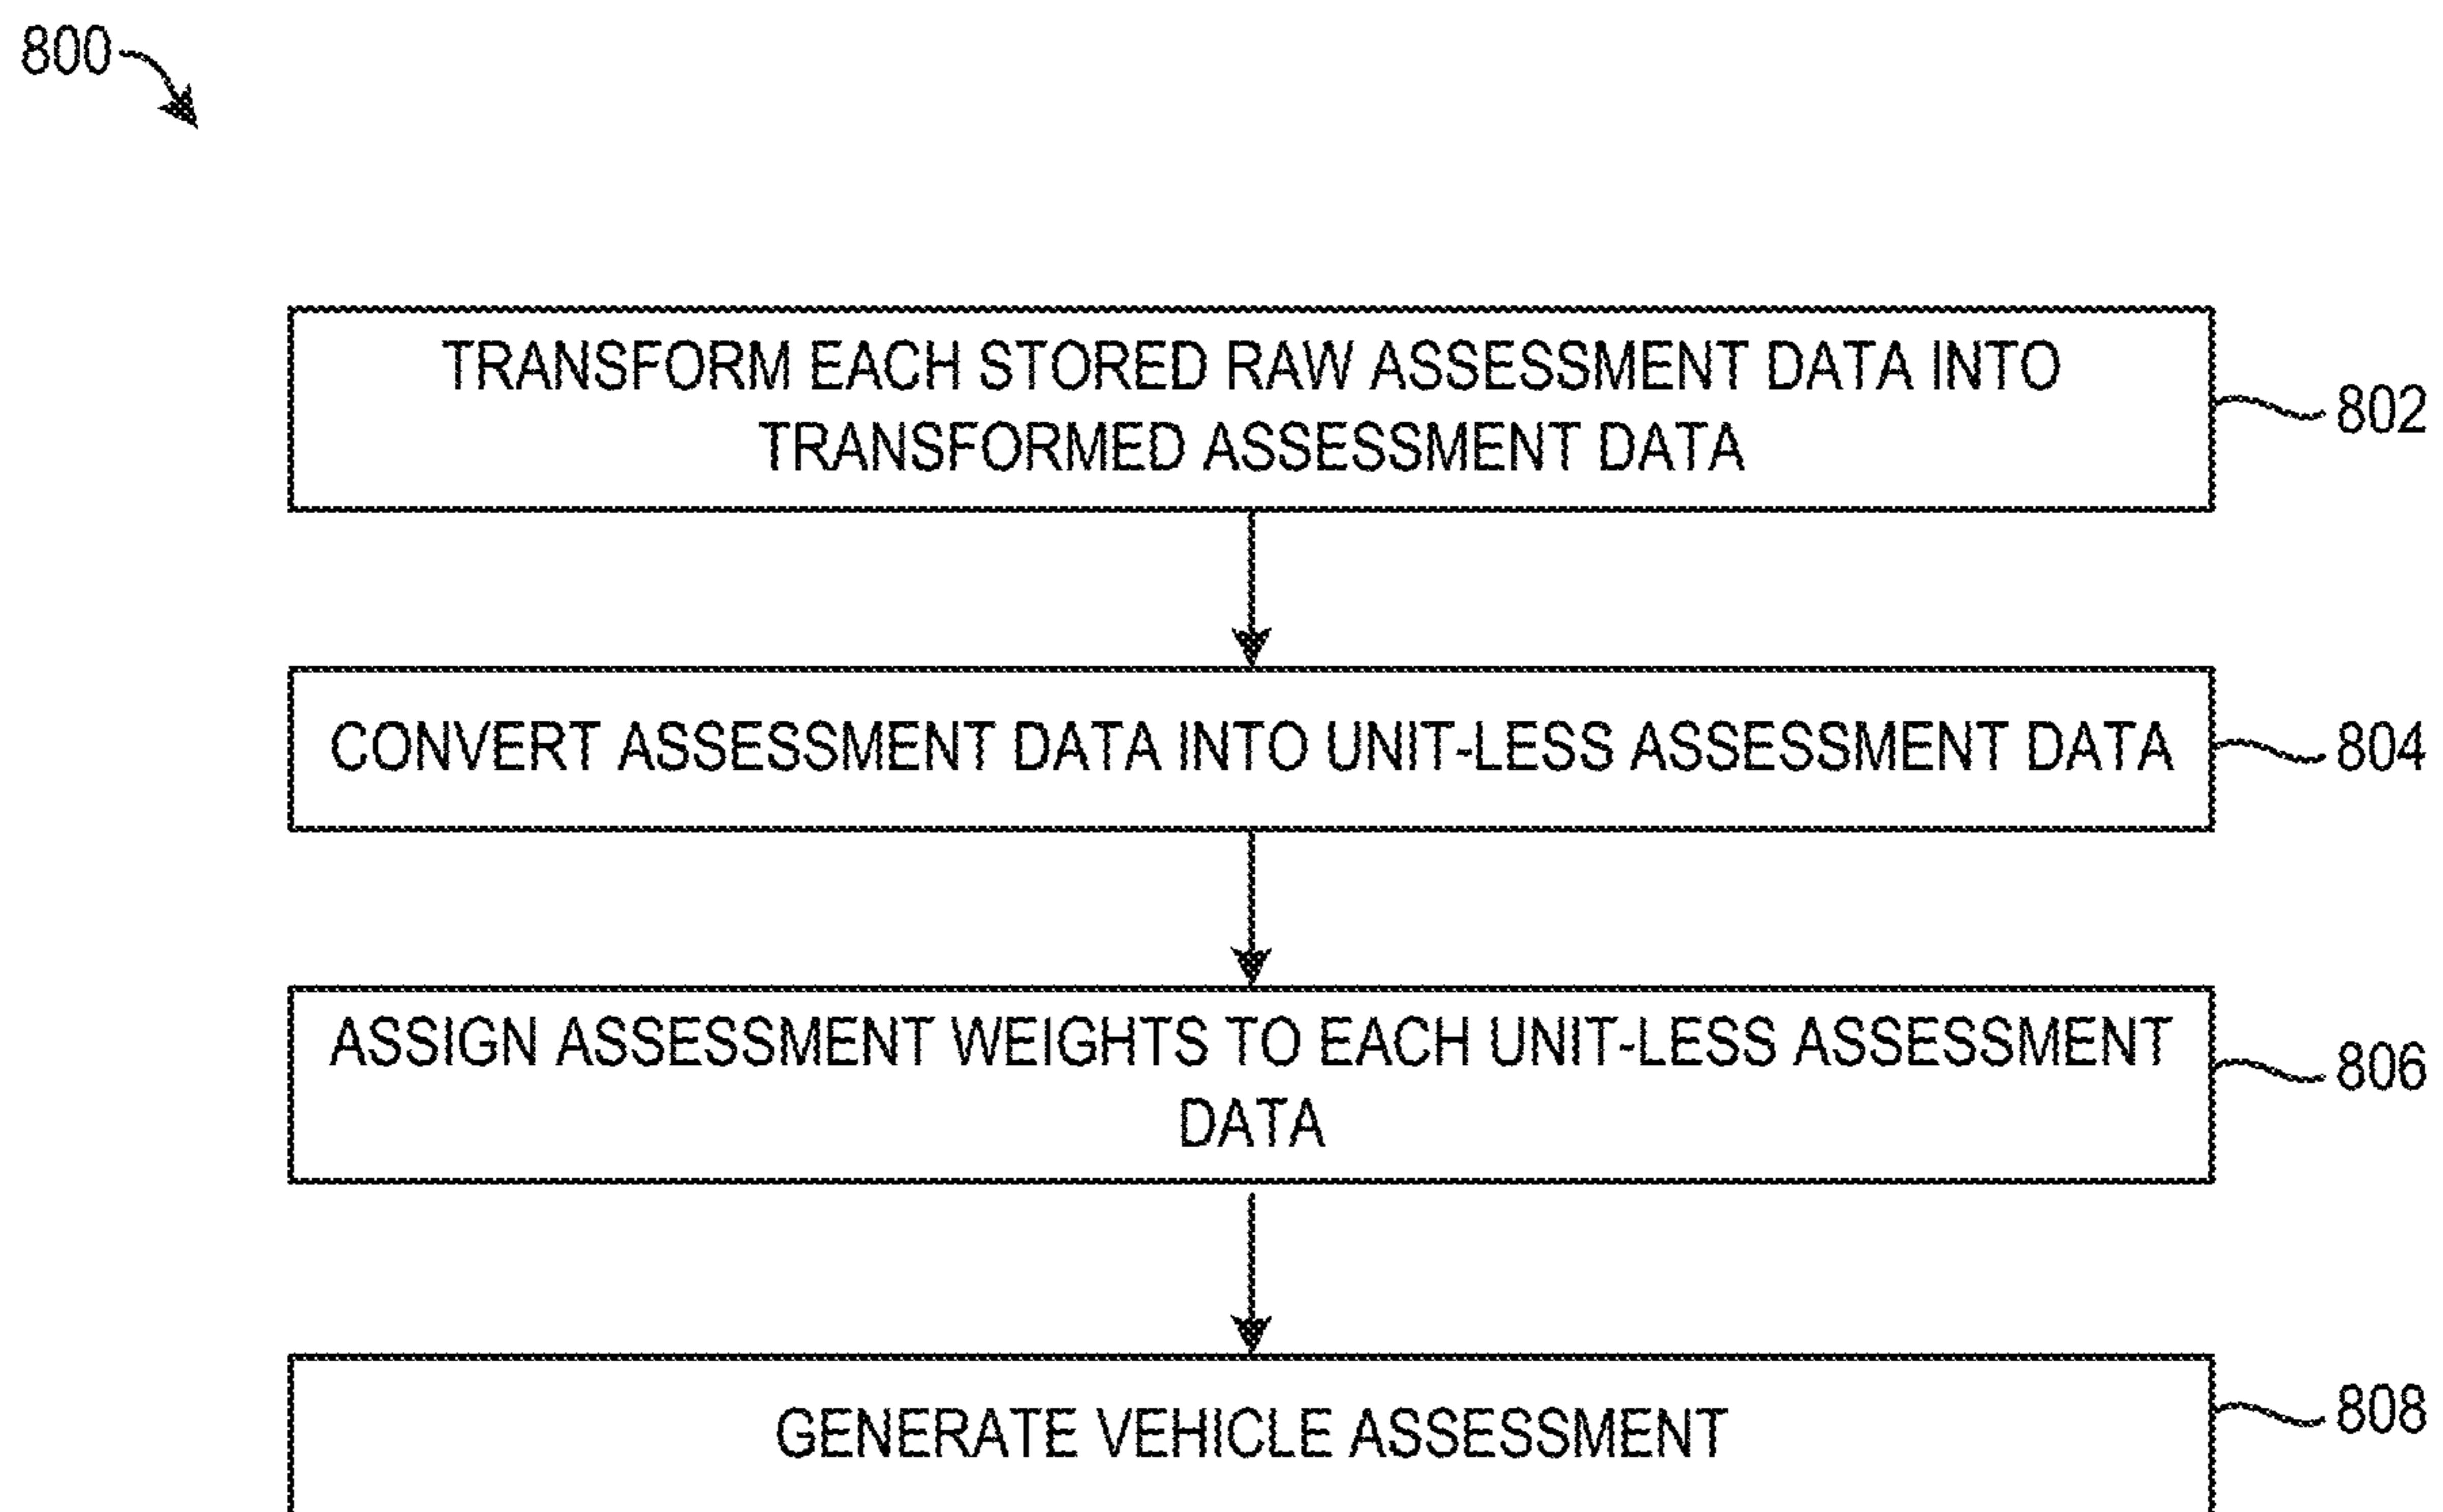 800
TRANSFORM EACH STORED RAW ASSESSMENT DATA INTO
TRANSFORMED ASSESSMENT DATA
802
CONVERT ASSESSMENT DATA INTO UNIT-LESS ASSESSMENT DATA
804
ASSIGN ASSESSMENT WEIGHTS TO EACH UNIT-LESS ASSESSMENT
DATA
806
GENERATE VEHICLE ASSESSMENT
808